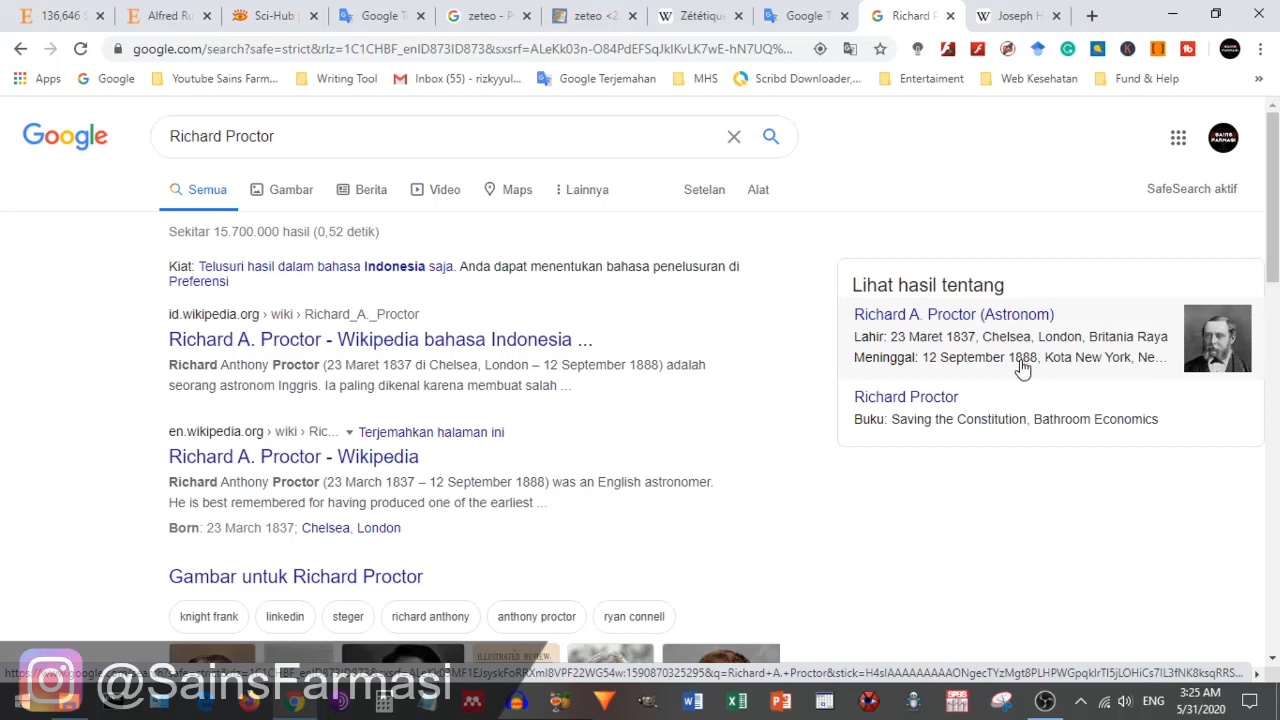 136,646 S
Alfred Ru
Sci-Hub
Google T
zeteo - P
zeteo <2
Zététique
Google T
Richard P
Joseph H
google.com/search?safe=strict&rlz=1C1CHBF_enID873ID873&sxsrf=ALeKk03n-O84PdEFSqJkIKvLK7wE-hN7UQ%...
Apps
Google
Youtube Sains Farm...
Writing Tool
Inbox (55) - rizkyyul...
Google Terjemahan
MHS
Scribd Downloader,...
Entertaiment
Web Kesehatan
Fund & Help
Google
Richard Proctor
SAINS FARMASI
Semua
Gambar
Berita
Video
Maps
Lainnya
Setelan
Alat
SafeSearch aktif
Sekitar 15.700.000 hasil (0,52 detik)
Kiat: Telusuri hasil dalam bahasa Indonesia saja. Anda dapat menentukan bahasa penelusuran di
Preferensi
id.wikipedia.org › wiki › Richard_A._Proctor
Richard A. Proctor - Wikipedia bahasa Indonesia ...
Richard Anthony Proctor (23 Maret 1837 di Chelsea, London – 12 September 1888) adalah
seorang astronom Inggris. Ia paling dikenal karena membuat salah ...
en.wikipedia.org › wiki › Ric... Terjemahkan halaman ini
Richard A. Proctor - Wikipedia
Richard Anthony Proctor (23 March 1837 – 12 September 1888) was an English astronomer.
He is best remembered for having produced one of the earliest ...
Born: 23 March 1837; Chelsea, London
Gambar untuk Richard Proctor
knight frank
linkedin
steger
richard anthony
anthony proctor
ryan connell
Lihat hasil tentang
Richard A. Proctor (Astronom)
Lahir: 23 Maret 1837, Chelsea, London, Britania Raya
Meninggal: 12 September 1888, Kota New York, Ne...
Richard Proctor
Buku: Saving the Constitution, Bathroom Economics
ILLUSTRATED REVIEW.
@SainsFarmasi
ENG
3:25 AM
5/31/2020